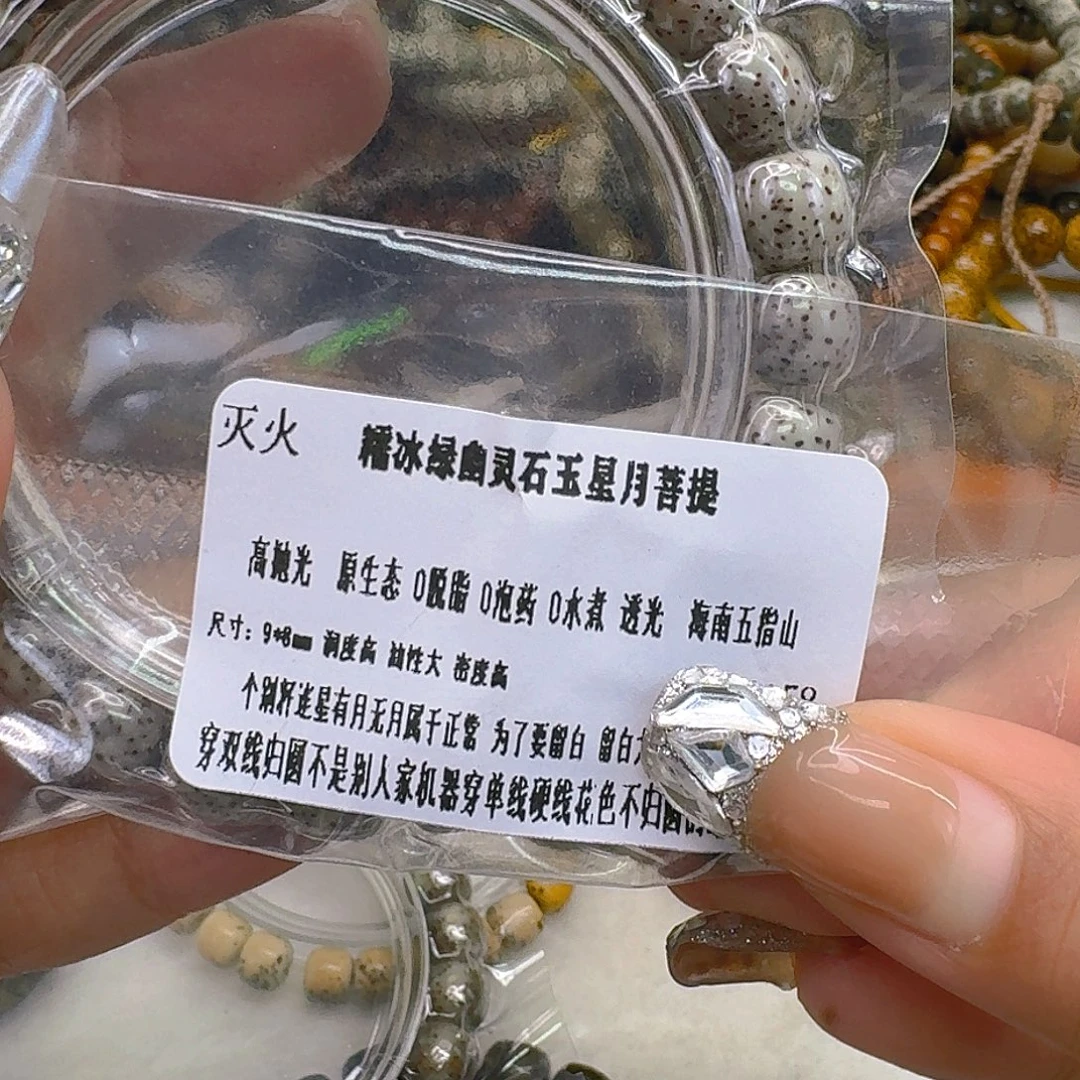 灭火 糯冰绿幽灵石玉星月菩提
高抛光 原生态 0脱脂 0泡药 0水煮 透光 海南五指山
尺寸：9*8mm 润度高 油性大 密度高
个别籽连星有月无月属于正常 为了要留白 留白
穿双线归圆不是别人家机器穿单线硬线花色不归圆